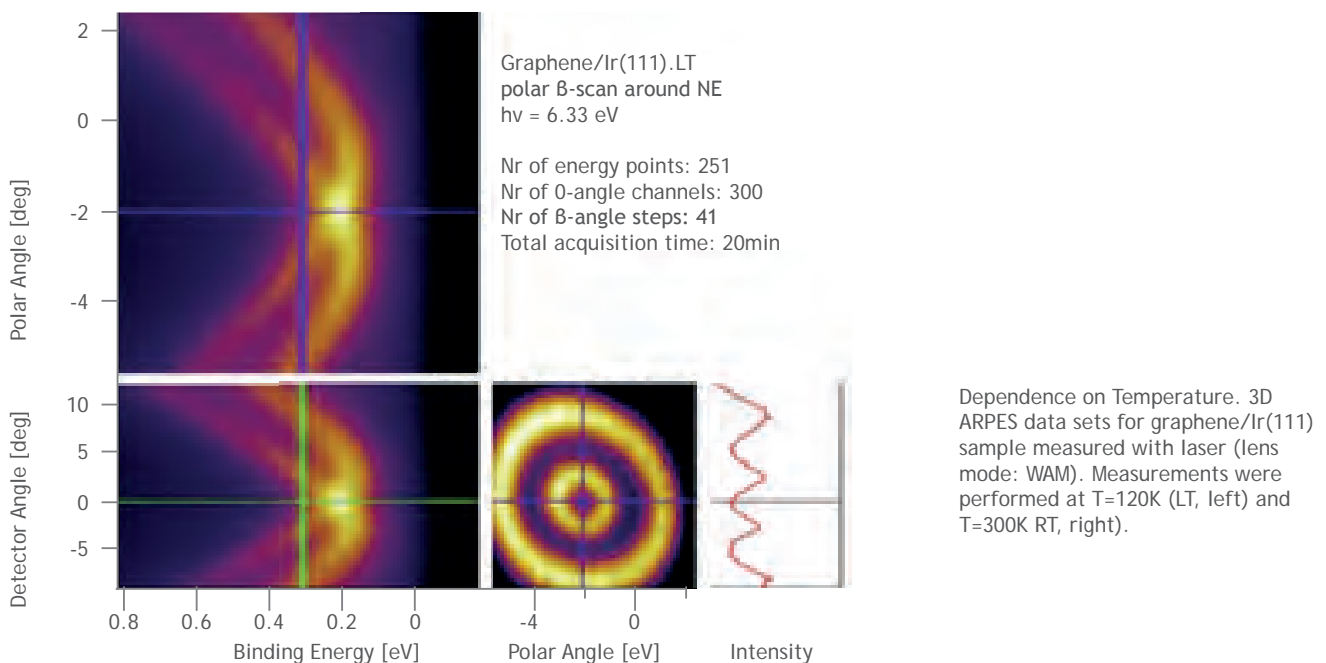 2
0
-2
-4
Polar Angle [deg]
Graphene/Ir(111).LT
polar ß-scan around NE
hv = 6.33 eV
Nr of energy points: 251
Nr of 0-angle channels: 300
Nr of ß-angle steps: 41
Total acquisition time: 20min
10
5
0
-5
Detector Angle [deg]
0.8 0.6 0.4 0.2 0
Binding Energy [eV]
-4 0
Polar Angle [eV]
Intensity
Dependence on Temperature. 3D
ARPES data sets for graphene/Ir(111)
sample measured with laser (lens
mode: WAM). Measurements were
performed at T=120K (LT, left) and
T=300K RT, right).